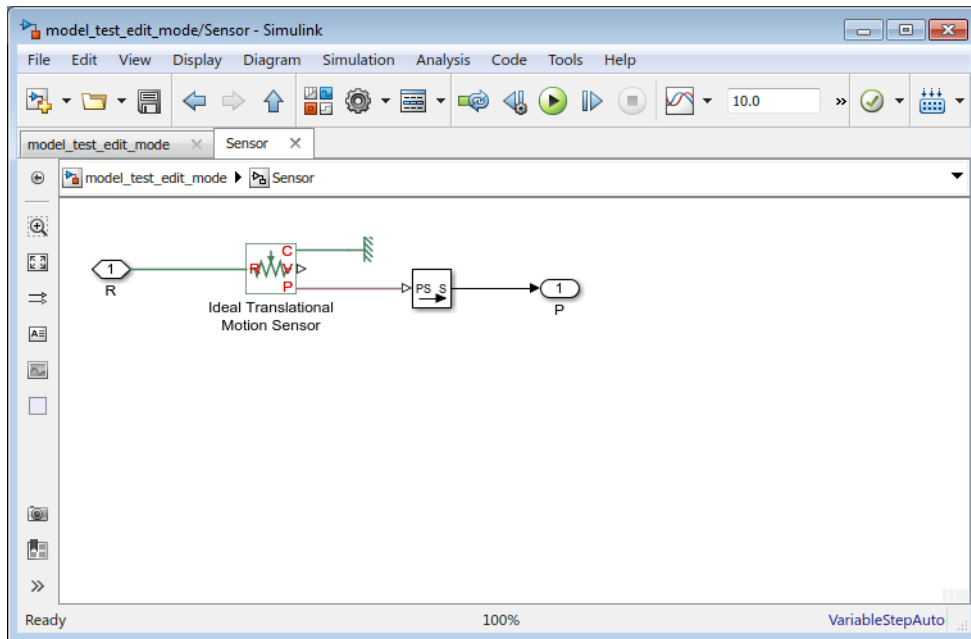 model_test_edit_mode/Sensor - Simulink
File Edit View Display Diagram Simulation Analysis Code Tools Help
10.0 »
model_test_edit_mode Sensor
model_test_edit_mode Sensor
C
1 R V
R P PS S 1
Ideal Translational P
Motion Sensor
A
»
Ready 100% VariableStepAuto